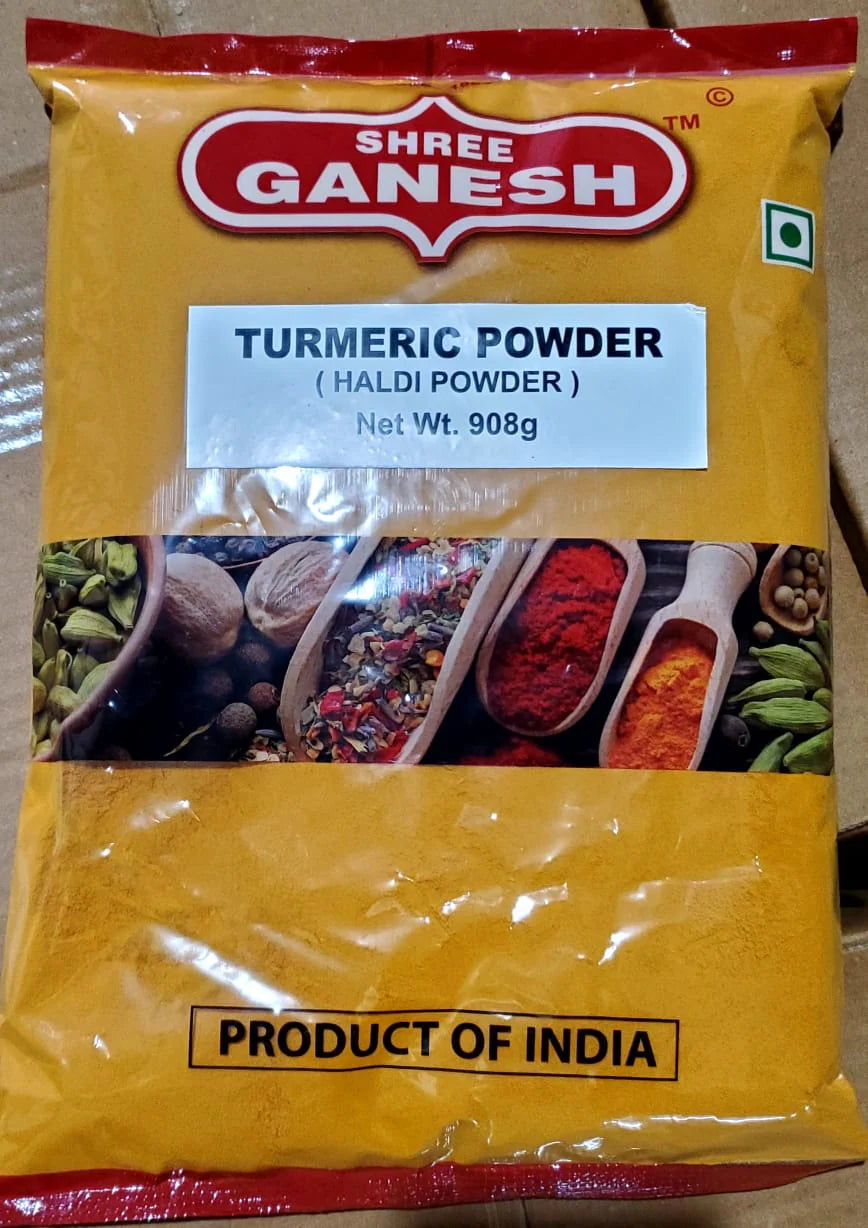 SHREE
GANESH
TM ©
TURMERIC POWDER
( HALDI POWDER )
Net Wt. 908g
PRODUCT OF INDIA